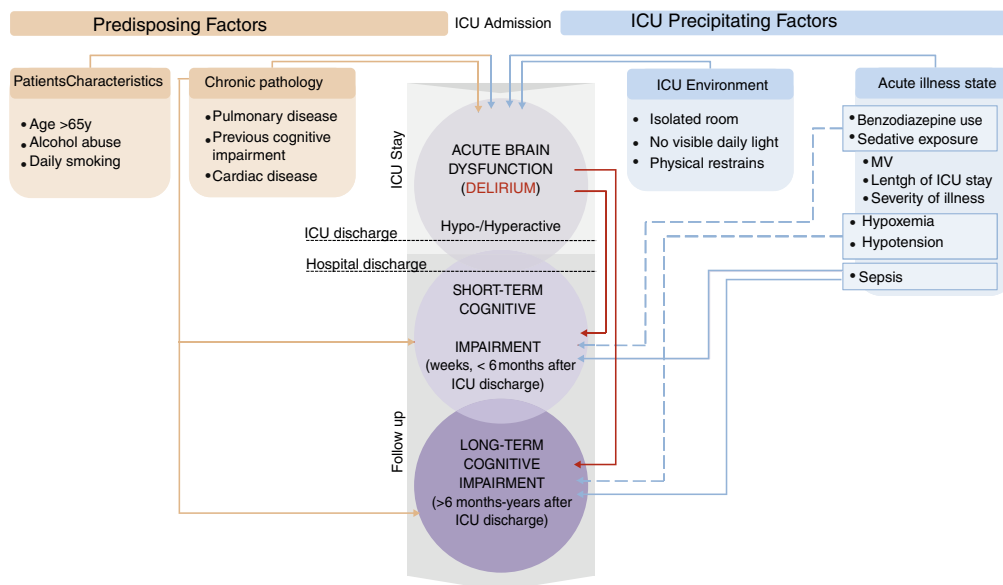 Predisposing Factors
ICU Admission
ICU Precipitating Factors
PatientsCharacteristics
• Age >65y
• Alcohol abuse
• Daily smoking
Chronic pathology
• Pulmonary disease
• Previous cognitive
impairment
• Cardiac disease
ICU Environment
• Isolated room
• No visible daily light
• Physical restrains
Acute illness state
• Benzodiazepine use
• Sedative exposure
• MV
• Lentgh of ICU stay
• Severity of illness
• Hypoxemia
• Hypotension
• Sepsis
ICU Stay
ACUTE BRAIN
DYSFUNCTION
(DELIRIUM)
Hypo-/Hyperactive
ICU discharge
Hospital discharge
SHORT-TERM
COGNITIVE
IMPAIRMENT
(weeks, < 6 months after
ICU discharge)
Follow up
LONG-TERM
COGNITIVE
IMPAIRMENT
(>6 months-years after
ICU discharge)